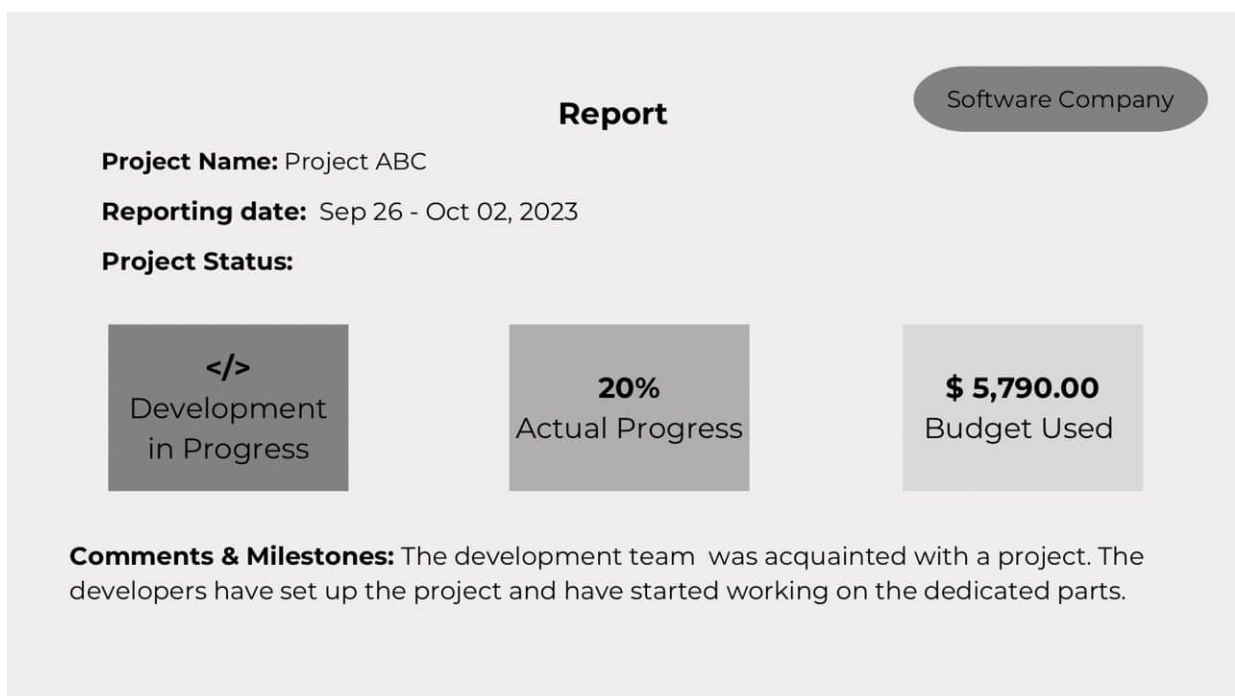 Software Company
Report
Project Name: Project ABC
Reporting date: Sep 26 - Oct 02, 2023
Project Status:
</>
Development
in Progress
20%
Actual Progress
$ 5,790.00
Budget Used
Comments & Milestones: The development team was acquainted with a project. The
developers have set up the project and have started working on the dedicated parts.